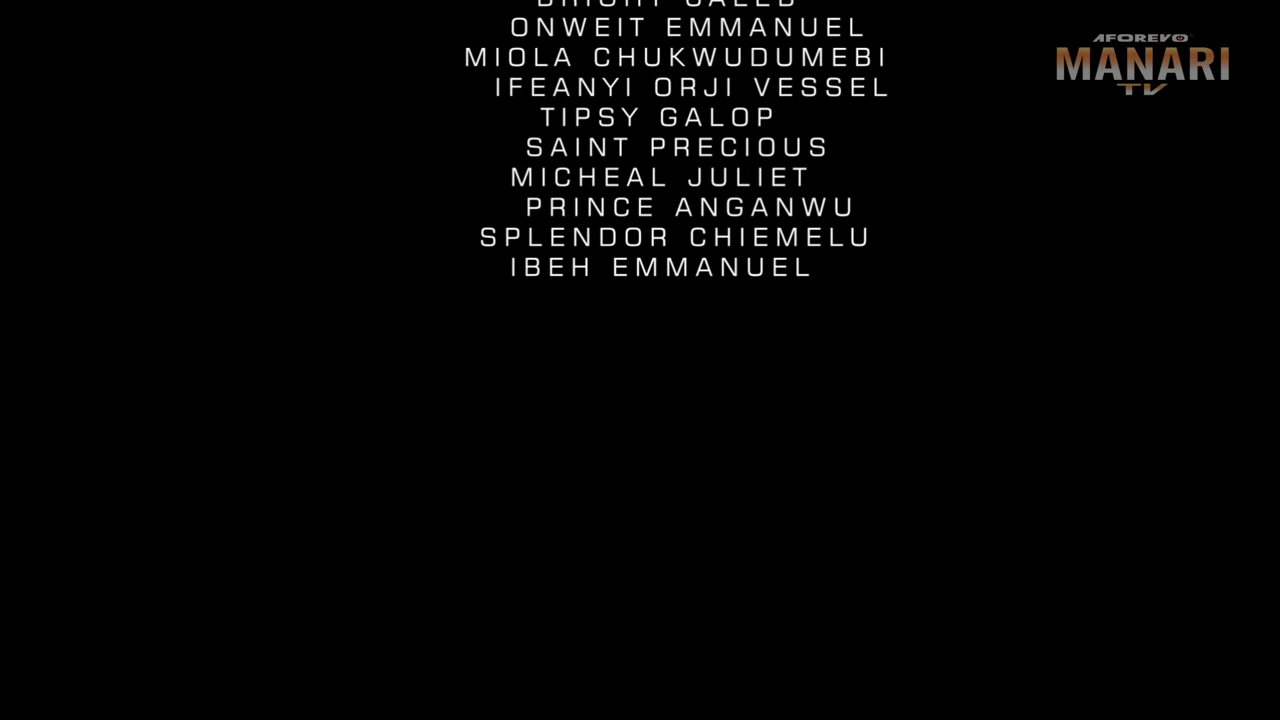 ONWEIT EMMANUEL
MIOLA CHUKWUDUMEBI
IFEANYI ORJI VESSEL
TIPSY GALOP
SAINT PRECIOUS
MICHEAL JULIET
PRINCE ANGANWU
SPLENDOR CHIEMELU
IBEH EMMANUEL
AFOREVO
MANARI
TV